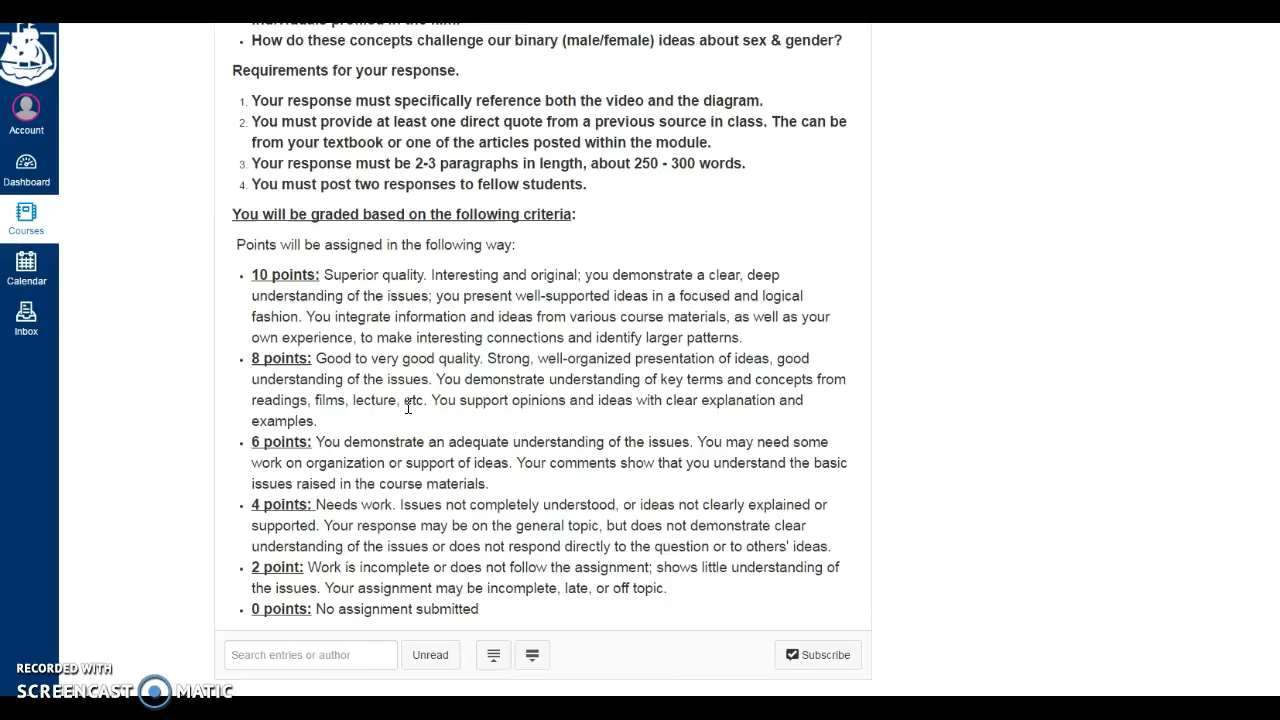 How do these concepts challenge our binary (male/female) ideas about sex & gender?
Requirements for your response.
1. Your response must specifically reference both the video and the diagram.
2. You must provide at least one direct quote from a previous source in class. The can be
from your textbook or one of the articles posted within the module.
3. Your response must be 2-3 paragraphs in length, about 250 - 300 words.
4. You must post two responses to fellow students.
You will be graded based on the following criteria:
Points will be assigned in the following way:
10 points: Superior quality. Interesting and original; you demonstrate a clear, deep
understanding of the issues; you present well-supported ideas in a focused and logical
fashion. You integrate information and ideas from various course materials, as well as your
own experience, to make interesting connections and identify larger patterns.
8 points: Good to very good quality. Strong, well-organized presentation of ideas, good
understanding of the issues. You demonstrate understanding of key terms and concepts from
readings, films, lecture, etc. You support opinions and ideas with clear explanation and
examples.
6 points: You demonstrate an adequate understanding of the issues. You may need some
work on organization or support of ideas. Your comments show that you understand the basic
issues raised in the course materials.
4 points: Needs work. Issues not completely understood, or ideas not clearly explained or
supported. Your response may be on the general topic, but does not demonstrate clear
understanding of the issues or does not respond directly to the question or to others' ideas.
2 point: Work is incomplete or does not follow the assignment; shows little understanding of
the issues. Your assignment may be incomplete, late, or off topic.
0 points: No assignment submitted
Search entries or author
Unread
Subscribe
Account
Dashboard
Courses
Calendar
Inbox
RECORDED WITH
SCREENCAST MATIC